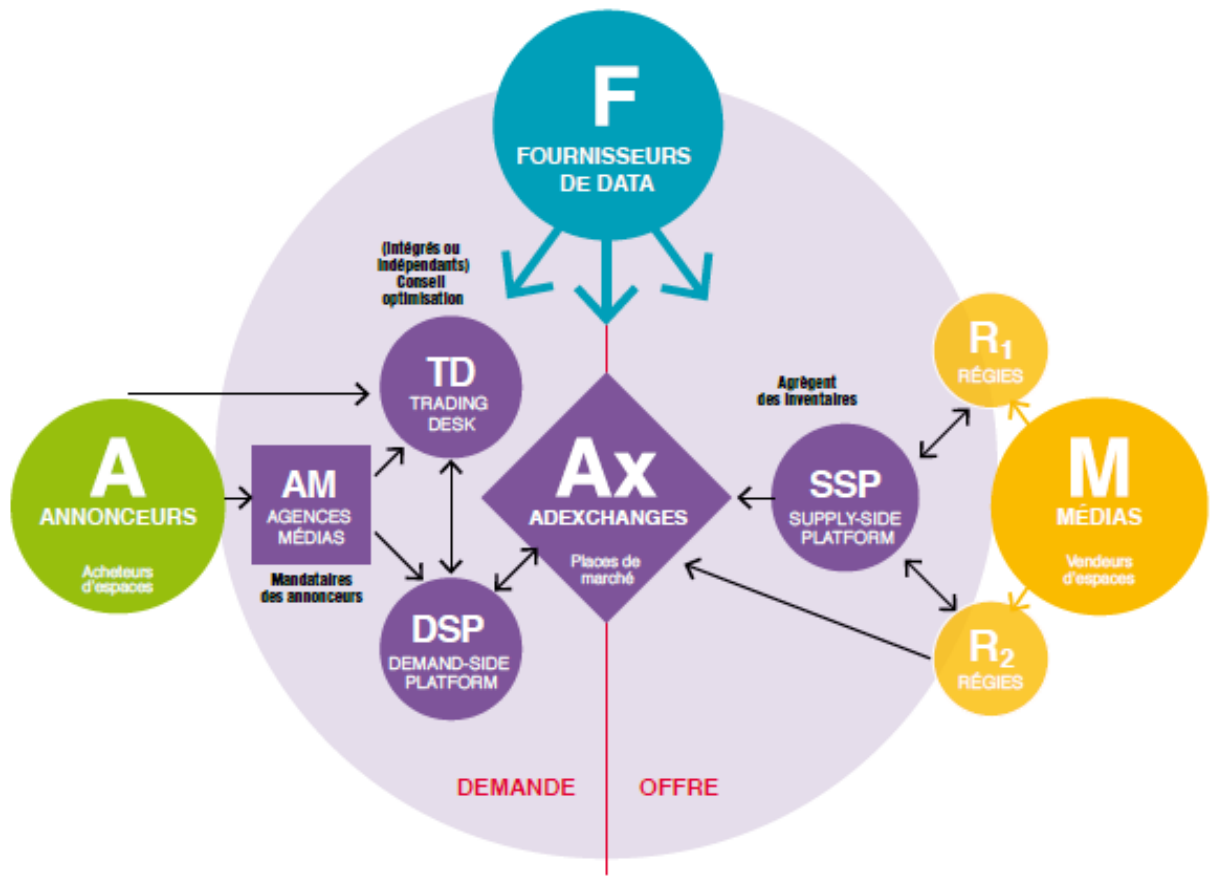 F
FOURNISSEURS
DE DATA
(Intégrés ou
Indépendants)
Conseil
optimisation
TD
TRADING
DESK
A
ANNONCEURS
Acheteurs
d'espaces
AM
AGENCES
MÉDIAS
Mandataires
des annonceurs
DSP
DEMAND-SIDE
PLATFORM
Ax
ADEXCHANGES
Places de
marché
Agrègent
des Inventaires
SSP
SUPPLY-SIDE
PLATFORM
R1
RÉGIES
M
MÉDIAS
Vendeurs
d'espaces
R2
RÉGIES
DEMANDE
OFFRE